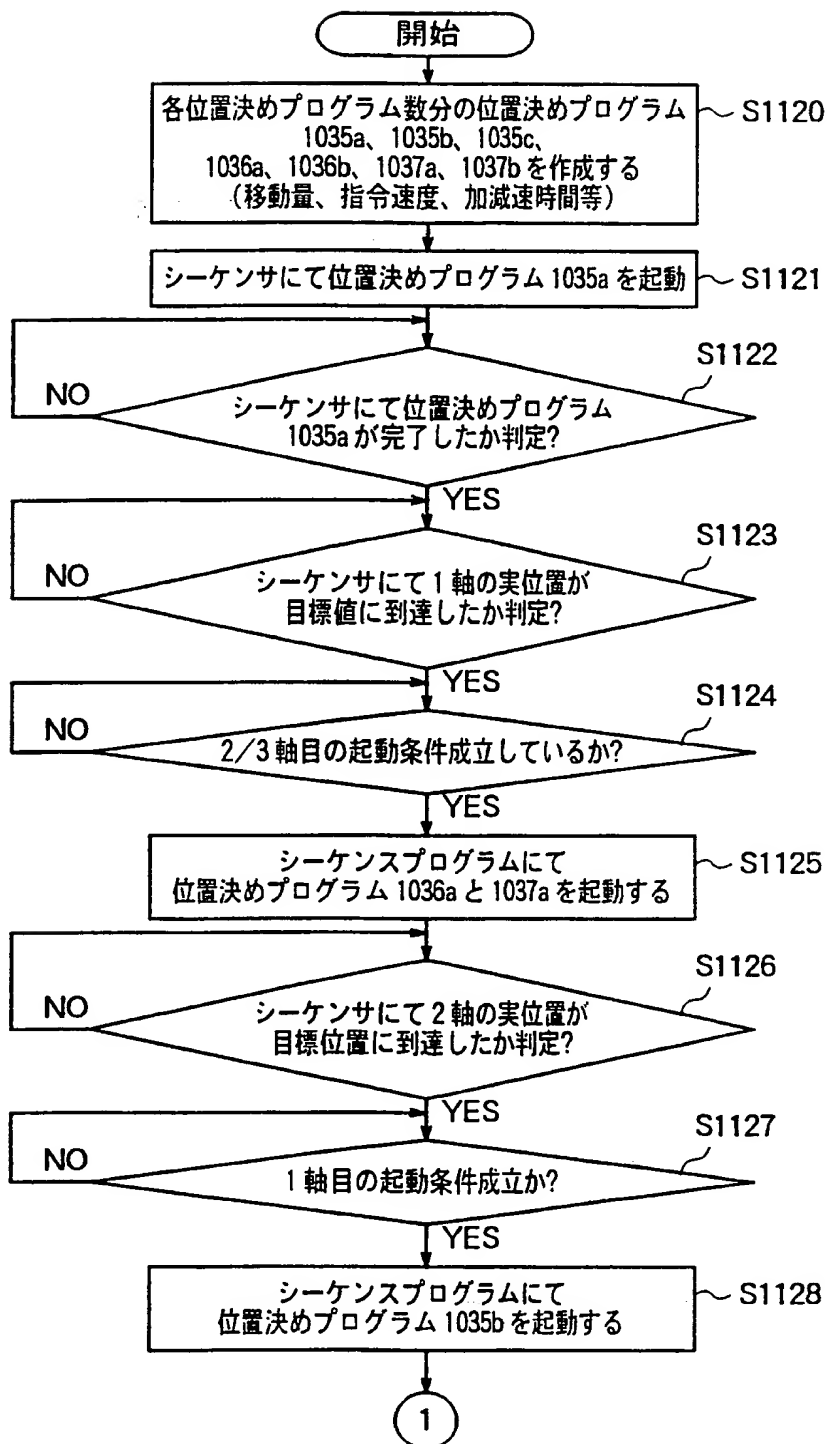 開始
各位置決めプログラム数分の位置決めプログラム
1035a、1035b、1035c、
1036a、1036b、1037a、1037b を作成する
(移動量、指令速度、加減速時間等)
S1120
シーケンサにて位置決めプログラム 1035a を起動
S1121
S1122
NO
シーケンサにて位置決めプログラム
1035a が完了したか判定?
YES
S1123
NO
シーケンサにて 1 軸の実位置が
目標値に到達したか判定?
YES
S1124
NO
2/3 軸目の起動条件成立しているか?
YES
シーケンスプログラムにて
位置決めプログラム 1036a と 1037a を起動する
S1125
S1126
NO
シーケンサにて 2 軸の実位置が
目標位置に到達したか判定?
YES
S1127
NO
1 軸目の起動条件成立か?
YES
シーケンスプログラムにて
位置決めプログラム 1035b を起動する
S1128
1